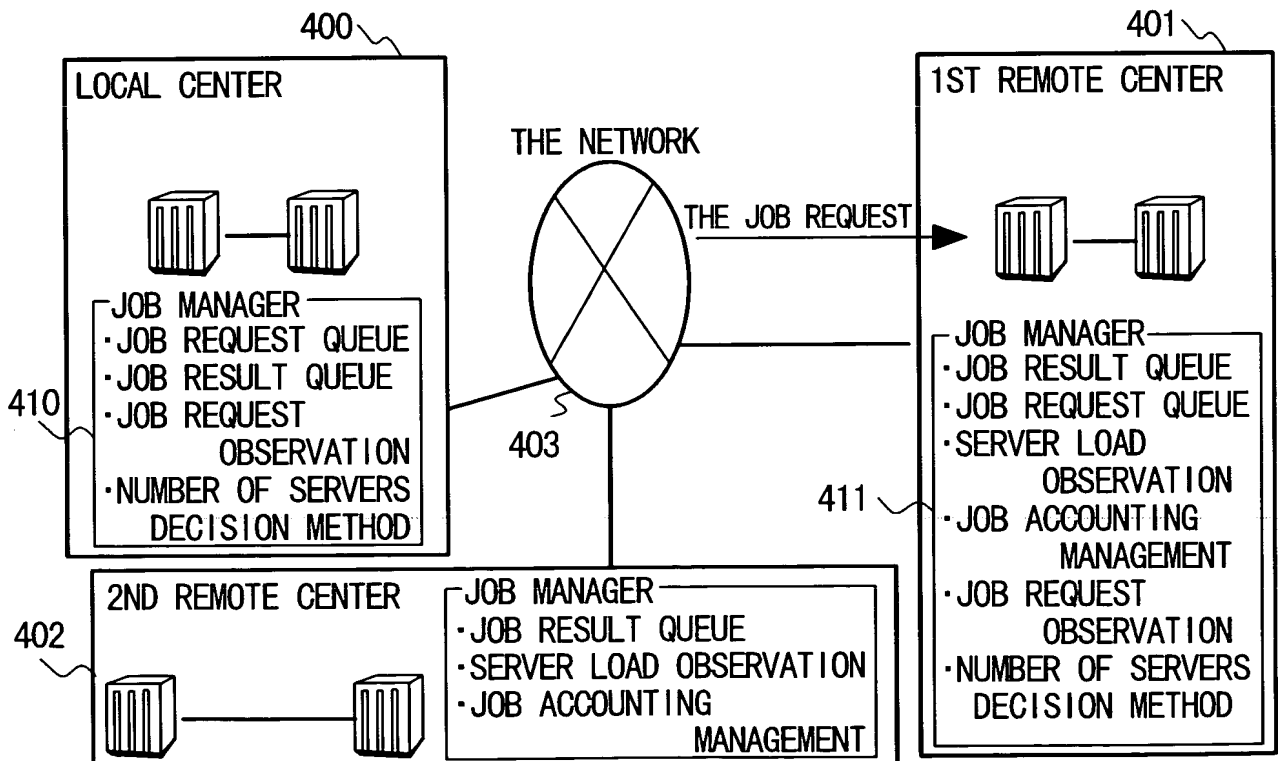 400
LOCAL CENTER
JOB MANAGER
·JOB REQUEST QUEUE
·JOB RESULT QUEUE
·JOB REQUEST
OBSERVATION
·NUMBER OF SERVERS
DECISION METHOD
410
THE NETWORK
THE JOB REQUEST
403
401
1ST REMOTE CENTER
JOB MANAGER
·JOB RESULT QUEUE
·JOB REQUEST QUEUE
·SERVER LOAD
OBSERVATION
·JOB ACCOUNTING
MANAGEMENT
·JOB REQUEST
OBSERVATION
·NUMBER OF SERVERS
DECISION METHOD
411
2ND REMOTE CENTER
402
JOB MANAGER
·JOB RESULT QUEUE
·SERVER LOAD OBSERVATION
·JOB ACCOUNTING
MANAGEMENT